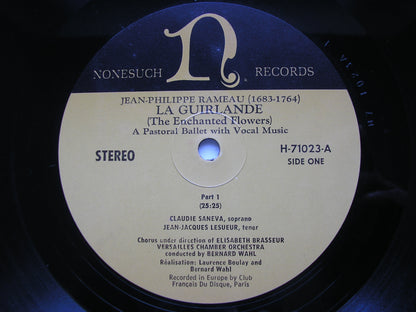 n
NONESUCH RECORDS
JEAN-PHILIPPE RAMEAU (1683-1764)
LA GUIRLANDE
(The Enchanted Flowers)
A Pastoral Ballet with Vocal Music
STEREO
H-71023-A
SIDE ONE
Part 1
(25:25)
CLAUDIE SANEVA, soprano
JEAN-JACQUES LESUEUR, tenor
Chorus under direction of ELISABETH BRASSEUR
VERSAILLES CHAMBER ORCHESTRA
conducted by BERNARD WAHL
Réalisation: Laurence Boulay and
Bernard Wahl
Recorded in Europe by Club
Français Du Disque, Paris